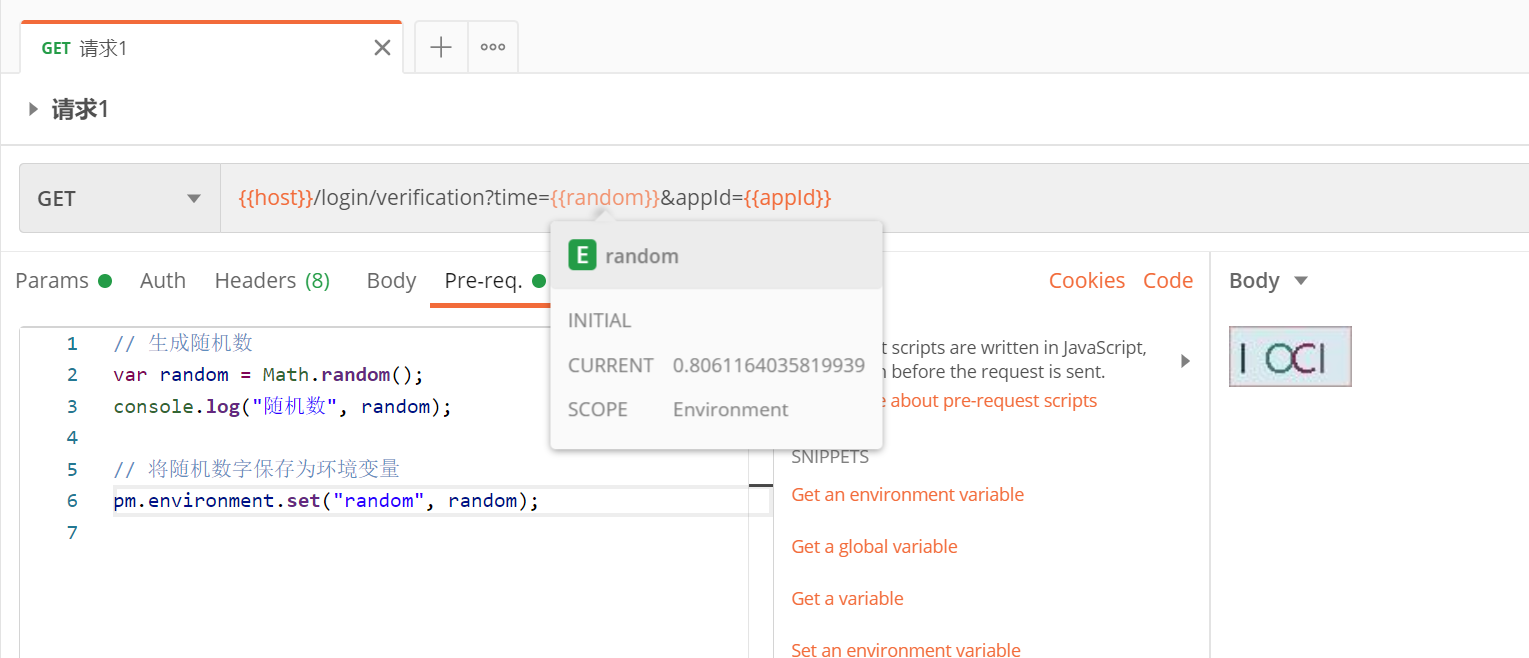 GET 请求1
请求1
GET
{{host}}/login/verification?time={{random}}&appId={{appId}}
E random
INITIAL
CURRENT 0.8061164035819939
SCOPE Environment
Params Auth Headers (8) Body Pre-req.
Cookies Code
Body
1 // 生成随机数
2 var random = Math.random();
3 console.log("随机数", random);
4
5 // 将随机数字保存为环境变量
6 pm.environment.set("random", random);
7
t scripts are written in JavaScript,
before the request is sent.
about pre-request scripts
SNIPPETS
Get an environment variable
Get a global variable
Get a variable
Set an environment variable